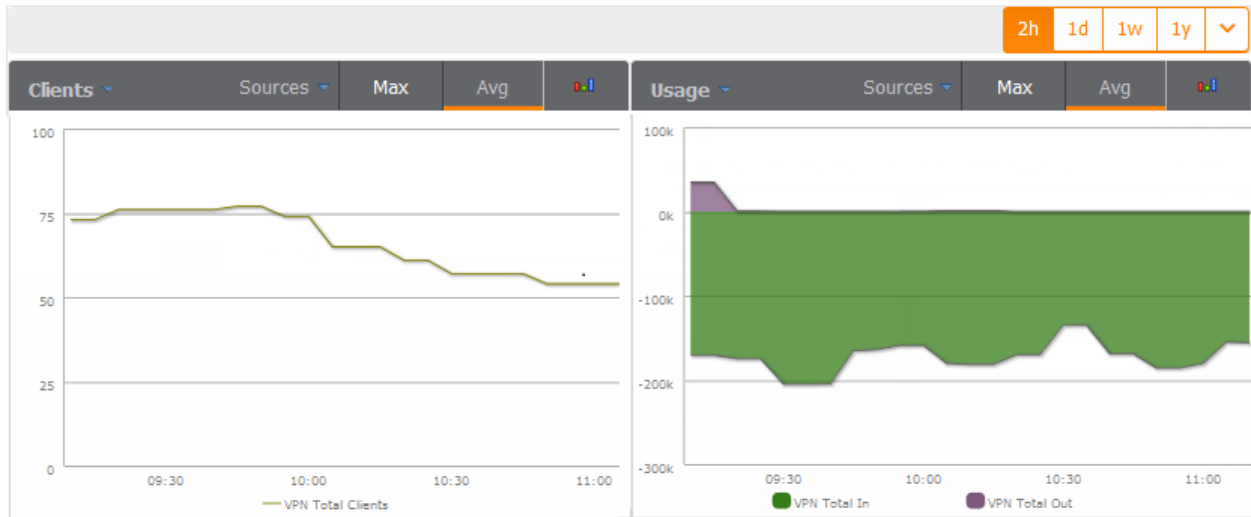 2h 1d 1w 1y
Clients Sources Max Avg
Usage Sources Max Avg
100
75
50
25
0
09:30 10:00 10:30 11:00
VPN Total Clients
100k
0k
-100k
-200k
-300k
09:30 10:00 10:30 11:00
VPN Total In VPN Total Out